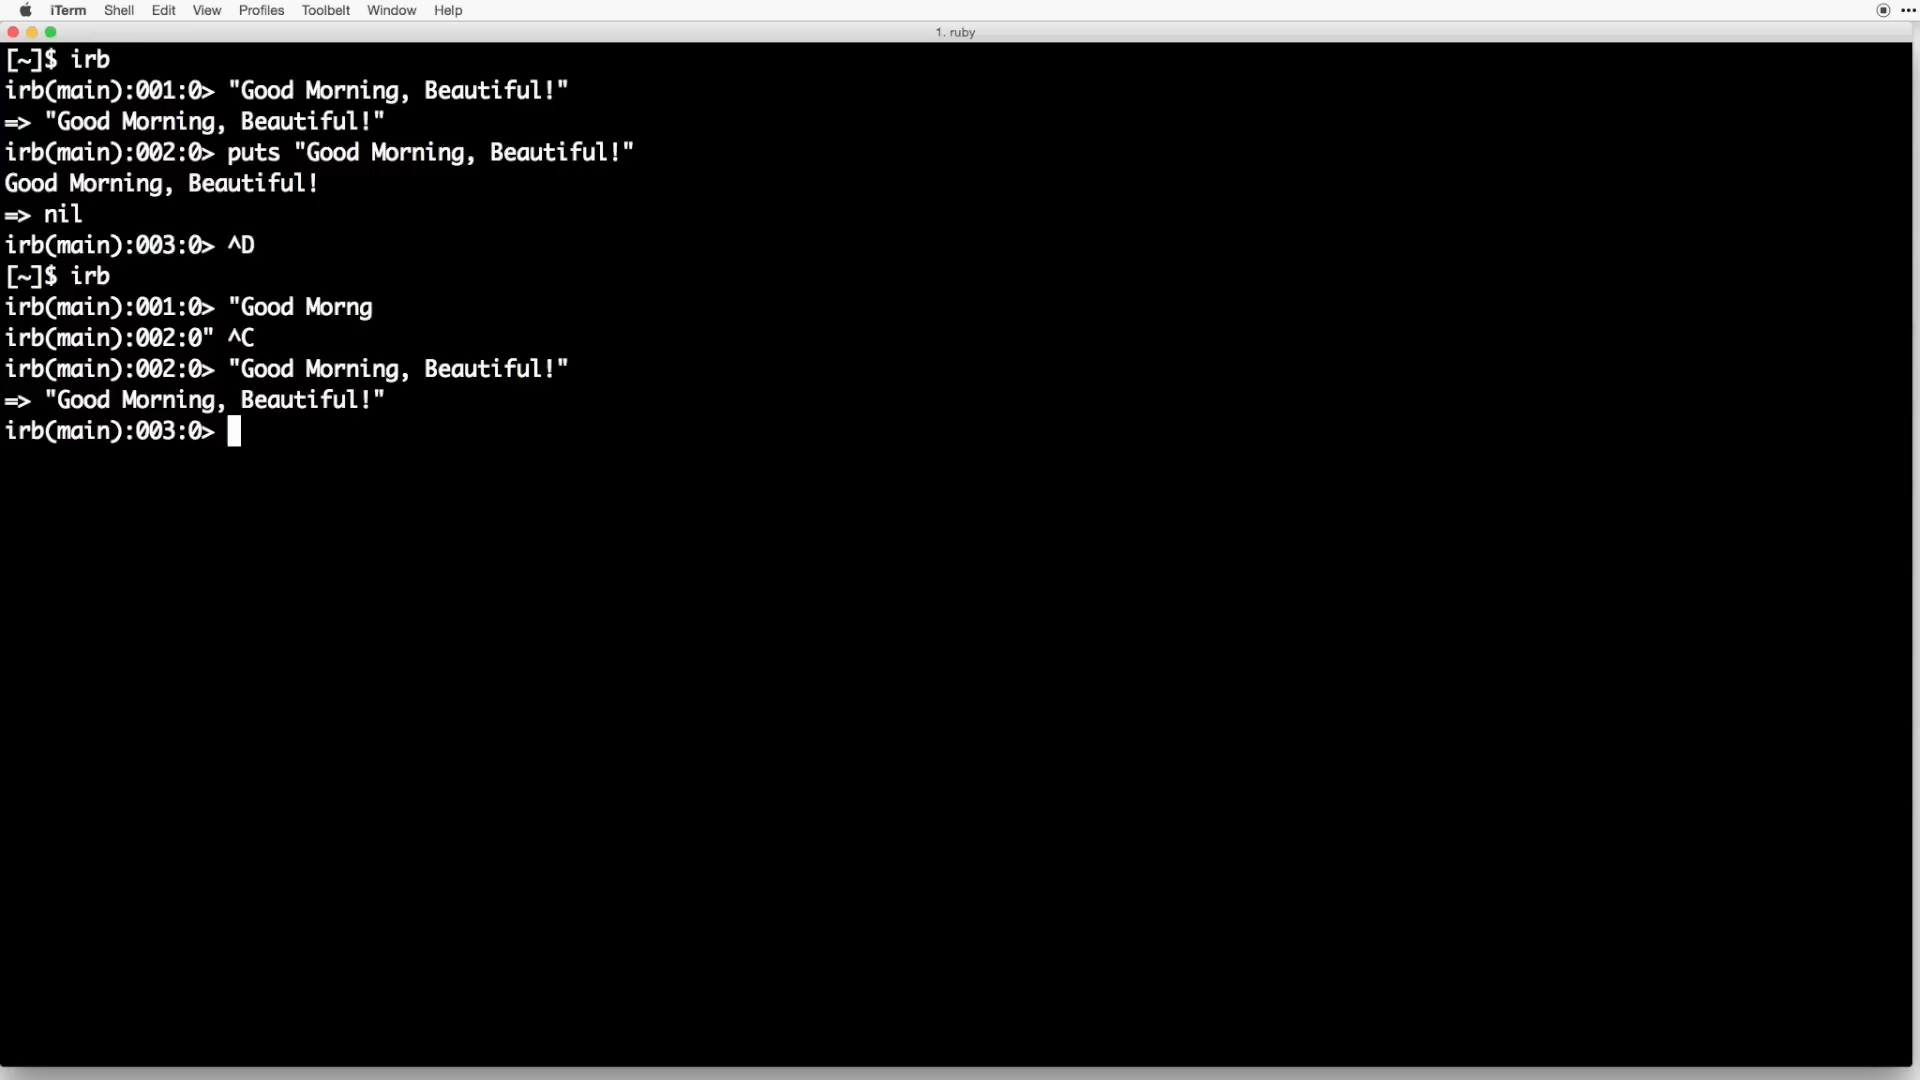 iTerm Shell Edit View Profiles Toolbelt Window Help
1. ruby
[~]$ irb
irb(main):001:0> "Good Morning, Beautiful!"
=> "Good Morning, Beautiful!"
irb(main):002:0> puts "Good Morning, Beautiful!"
Good Morning, Beautiful!
=> nil
irb(main):003:0> ^D
[~]$ irb
irb(main):001:0> "Good Morng
irb(main):002:0" ^C
irb(main):002:0> "Good Morning, Beautiful!"
=> "Good Morning, Beautiful!"
irb(main):003:0>